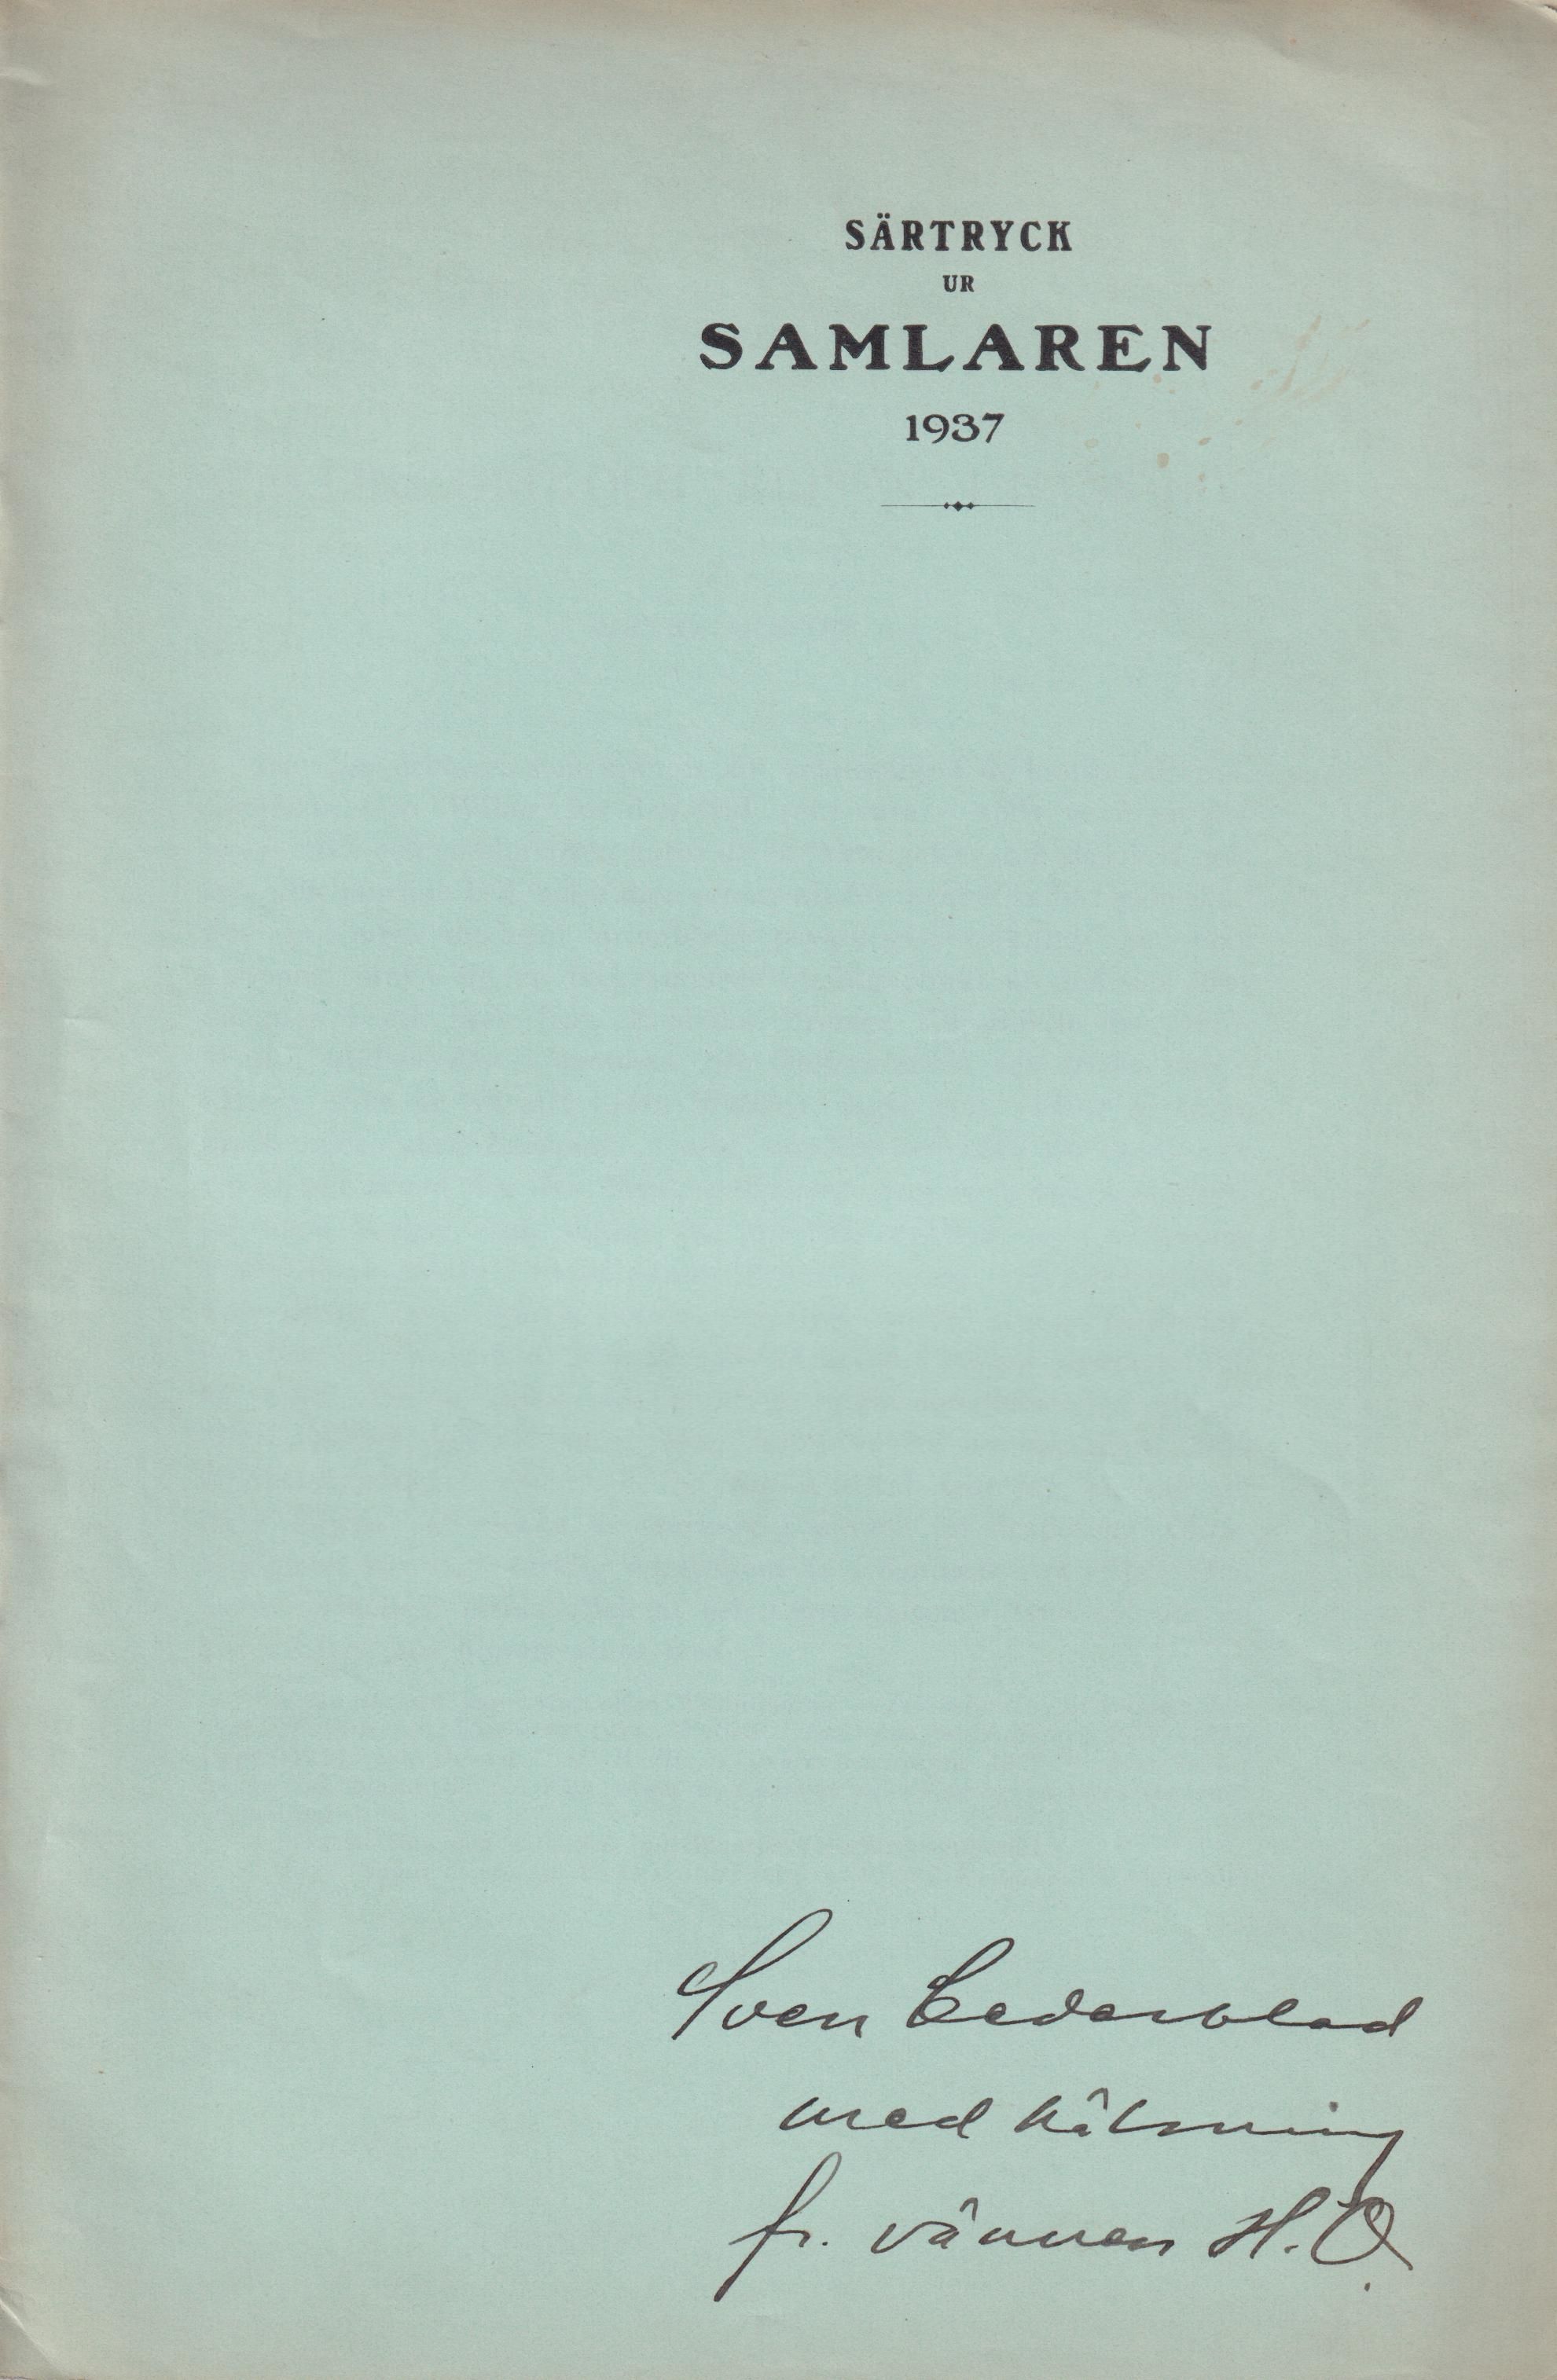 SÄRTRYCK
UR
SAMLAREN
1937
Sven Cederblad
med hälsning
fr. vännen H. O.